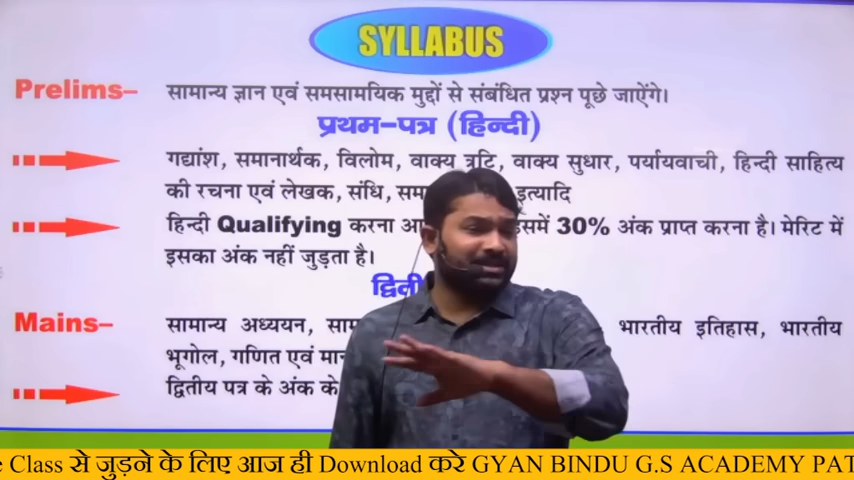 SYLLABUS
Prelims– सामान्य ज्ञान एवं समसामयिक मुद्दों से संबंधित प्रश्न पूछे जाऐंगे।
प्रथम-पत्र (हिन्दी)
गद्यांश, समानार्थक, विलोम, वाक्य त्रुटि, वाक्य सुधार, पर्यायवाची, हिन्दी साहित्य
की रचना एवं लेखक, संधि, इत्यादि
हिन्दी Qualifying करना 30% अंक प्राप्त करना है। मेरिट में
इसका अंक नहीं जुड़ता है।
Mains– सामान्य अध्ययन, भारतीय इतिहास, भारतीय
भूगोल, गणित एवं
द्वितीय पत्र के अंक के
Class से जुड़ने के लिए आज ही Download करे GYAN BINDU G.S ACADEMY PAT